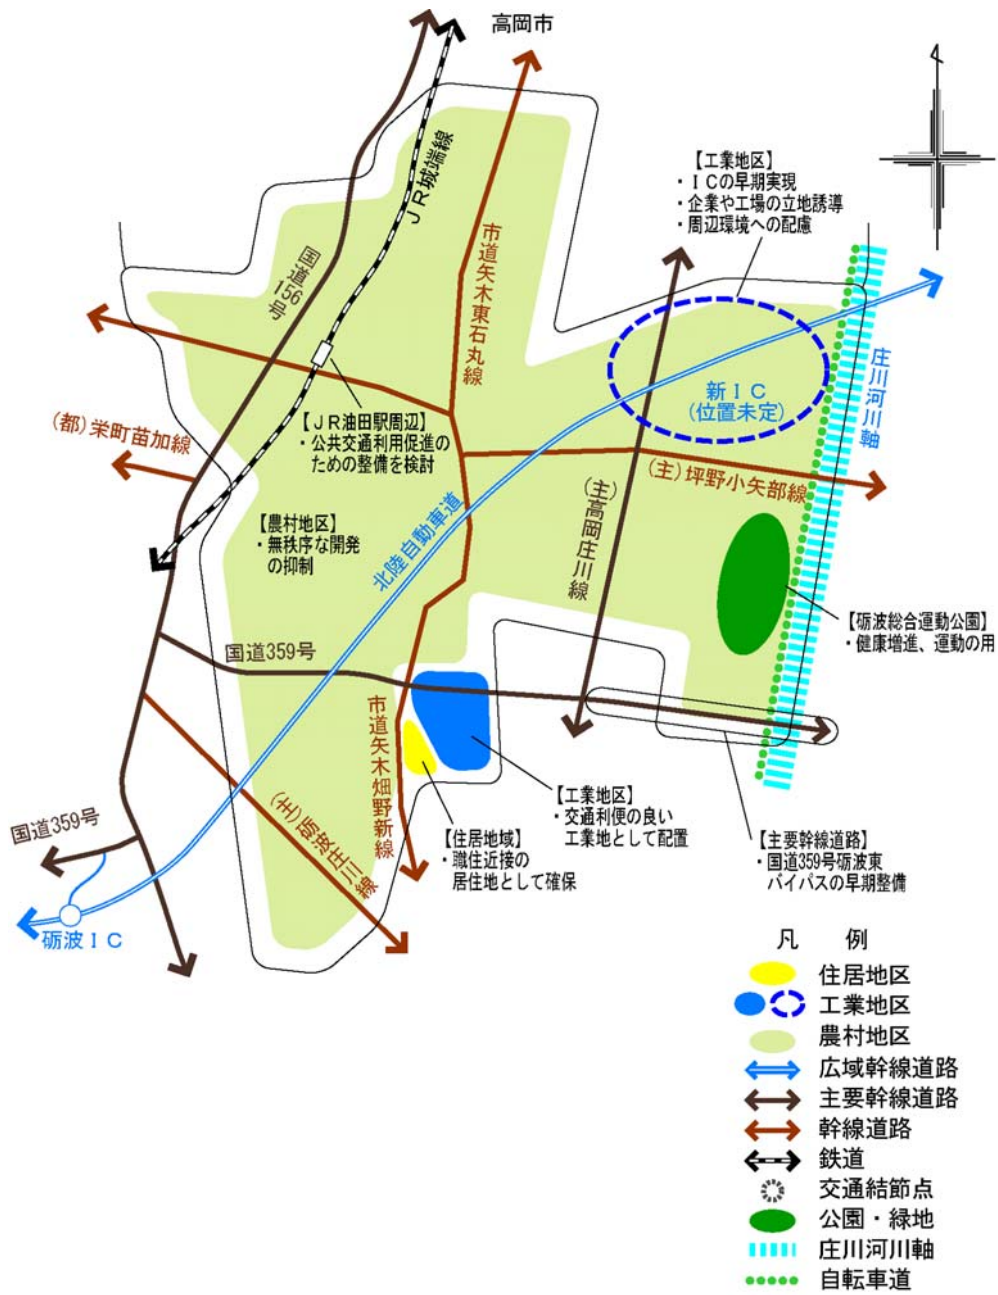 高岡市
ＪＲ城端線
【工業地区】
・ＩＣの早期実現
・企業や工場の立地誘導
・周辺環境への配慮
国道156号
市道矢木東石丸線
庄川河川軸
新ＩＣ
(位置未定)
【ＪＲ油田駅周辺】
・公共交通利用促進の
ための整備を検討
(都)栄町苗加線
(主)坪野小矢部線
(主)高岡庄川線
北陸自動車道
【農村地区】
・無秩序な開発
の抑制
【砺波総合運動公園】
・健康増進、運動の用
国道359号
市道矢木畑野新線
【工業地区】
・交通利便の良い
工業地として配置
【住居地域】
・職住近接の
居住地として確保
【主要幹線道路】
・国道359号砺波東
バイパスの早期整備
国道359号
(主)砺波庄川線
砺波ＩＣ
凡　例
住居地区
工業地区
農村地区
広域幹線道路
主要幹線道路
幹線道路
鉄道
交通結節点
公園・緑地
庄川河川軸
自転車道